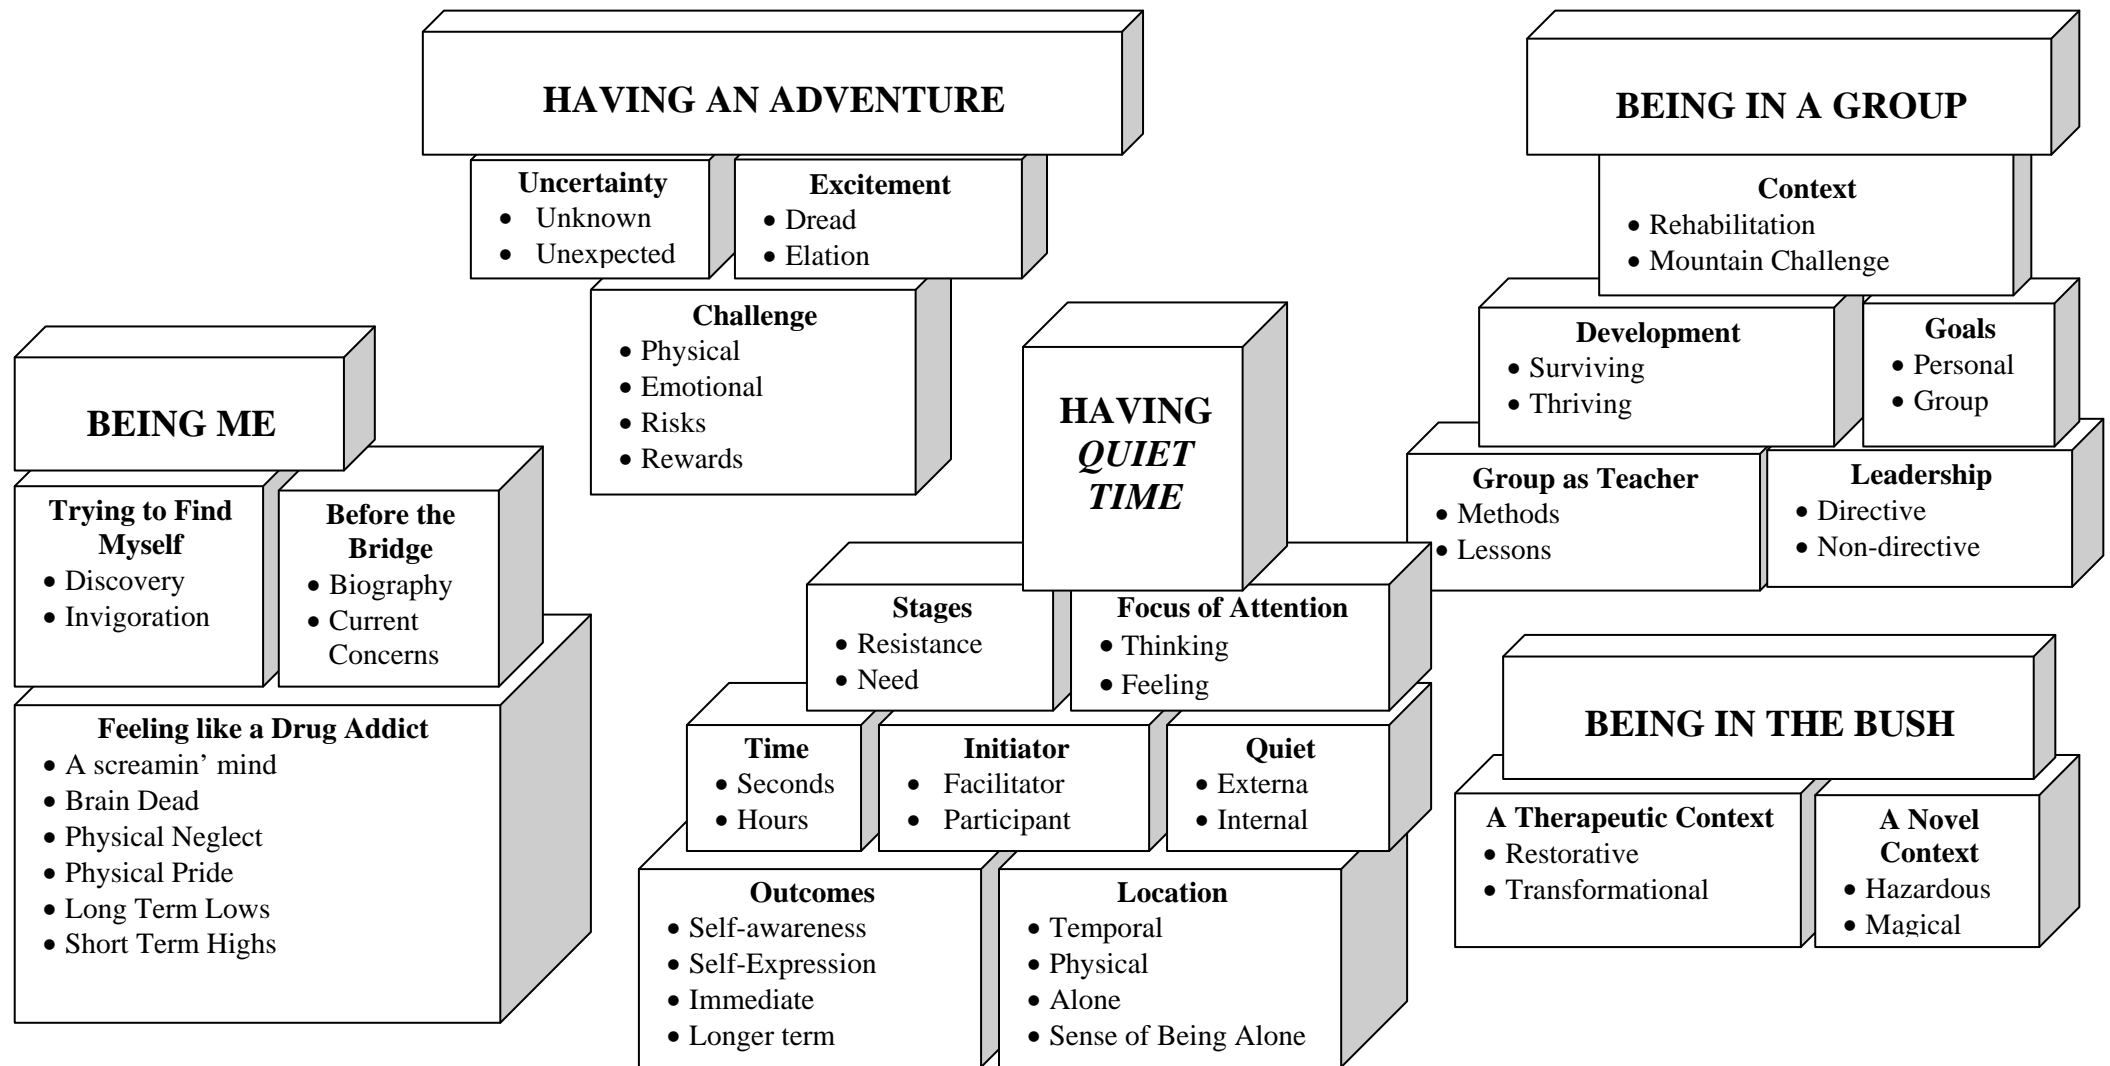 HAVING AN ADVENTURE
Uncertainty
• Unknown
• Unexpected
Excitement
• Dread
• Elation
Challenge
• Physical
• Emotional
• Risks
• Rewards
BEING IN A GROUP
Context
• Rehabilitation
• Mountain Challenge
Development
• Surviving
• Thriving
Goals
• Personal
• Group
Group as Teacher
• Methods
• Lessons
Leadership
• Directive
• Non-directive
BEING ME
Trying to Find
Myself
• Discovery
• Invigoration
Before the
Bridge
• Biography
• Current
Concerns
Feeling like a Drug Addict
• A screamin’ mind
• Brain Dead
• Physical Neglect
• Physical Pride
• Long Term Lows
• Short Term Highs
HAVING
QUIET
TIME
Stages
• Resistance
• Need
Focus of Attention
• Thinking
• Feeling
Time
• Seconds
• Hours
Initiator
• Facilitator
• Participant
Quiet
• Externa
• Internal
Outcomes
• Self-awareness
• Self-Expression
• Immediate
• Longer term
Location
• Temporal
• Physical
• Alone
• Sense of Being Alone
BEING IN THE BUSH
A Therapeutic Context
• Restorative
• Transformational
A Novel
Context
• Hazardous
• Magical